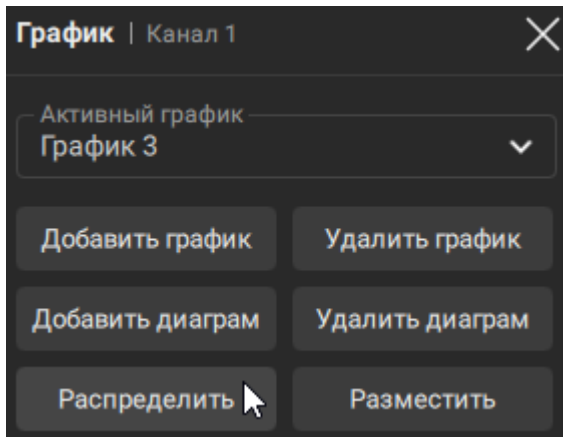 График | Канал 1
Активный график
График 3
Добавить график
Удалить график
Добавить диаграм
Удалить диаграм
Распределить
Разместить